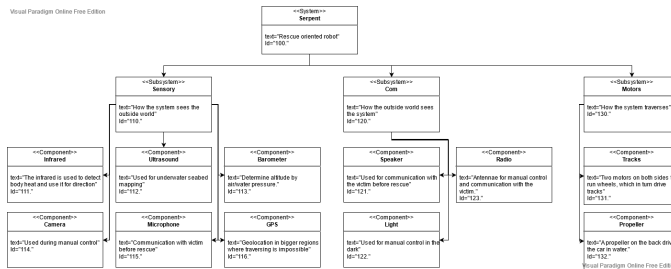 Visual Paradigm Online Free Edition
<<System>>
Serpent
text="Rescue oriented robot"
Id="100."
<<Subsystem>>
Sensory
text="How the system sees the
outside world"
Id="110."
<<Subsystem>>
Com
text="How the outside world sees
the system"
Id="120."
<<Subsystem>>
Motors
text="How the system traverses"
Id="130."
<<Component>>
Infrared
text="The infrared is used to detect
body heat and use it for direction"
Id="111."
<<Component>>
Ultrasound
text="Used for underwater seabed
mapping"
Id="112."
<<Component>>
Barometer
text="Determine altitude by
air/water pressure."
Id="113."
<<Component>>
Speaker
text="Used for communication with
the victim before rescue"
Id="121."
<<Component>>
Radio
text="Antennae for manual control
and communication with the
victim."
Id="123."
<<Component>>
Tracks
text="Two motors on both sides
run wheels, which in turn drive
tracks"
Id="131."
<<Component>>
Camera
text="Used during manual control"
Id="114."
<<Component>>
Microphone
text="Communication with victim
before rescue"
Id="115."
<<Component>>
GPS
text="Geolocation in bigger regions
where traversing is impossible"
Id="116."
<<Component>>
Light
text="Used for manual control in the
dark"
Id="122."
<<Component>>
Propeller
text="A propeller on the back
the car in water."
Id="132."
Visual Paradigm Online Free